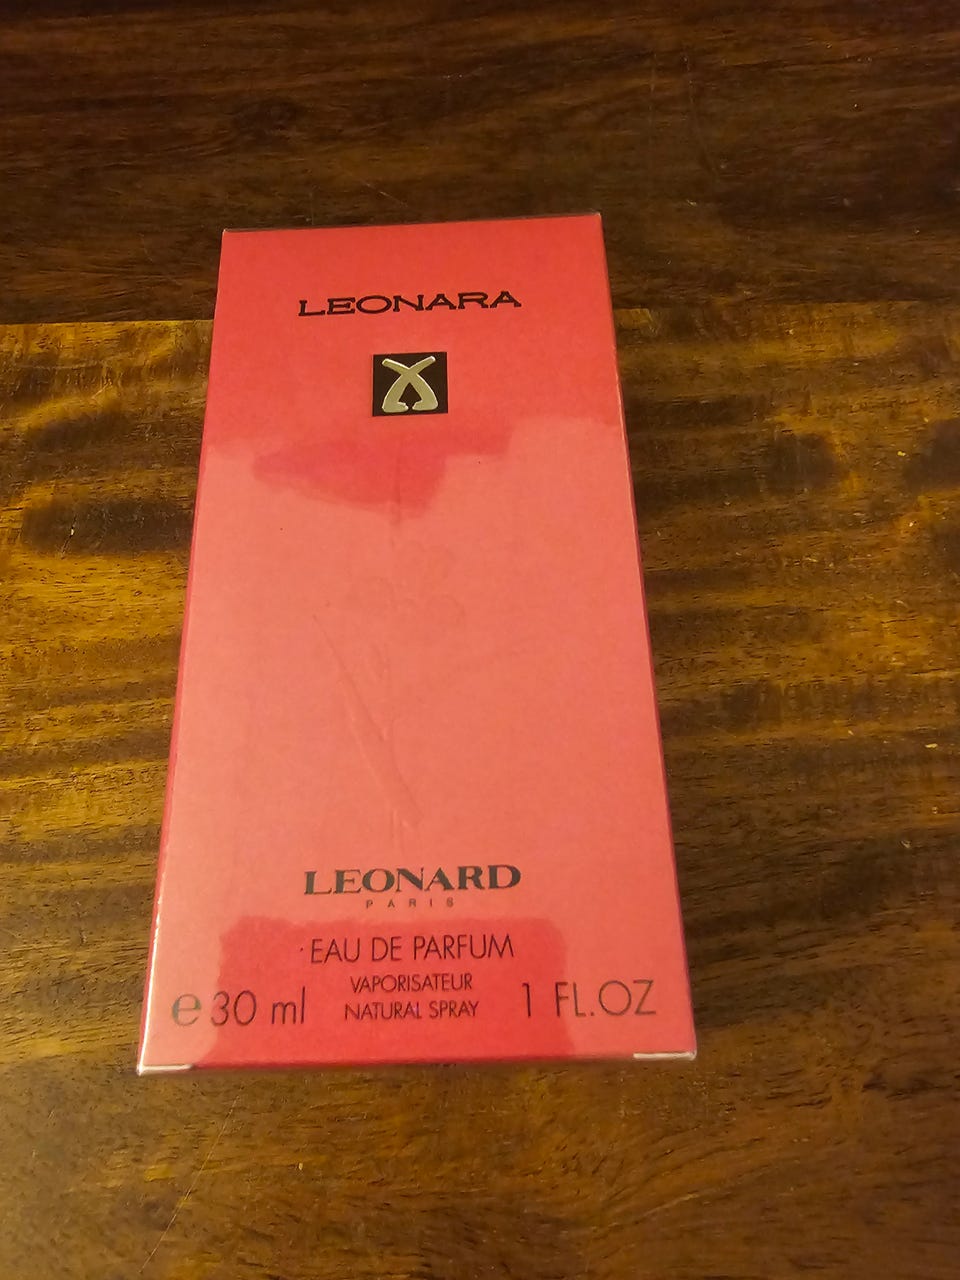 LEONARA
LEONARD
PARIS
EAU DE PARFUM
VAPORISATEUR
℮ 30 ml NATURAL SPRAY 1 FL.OZ